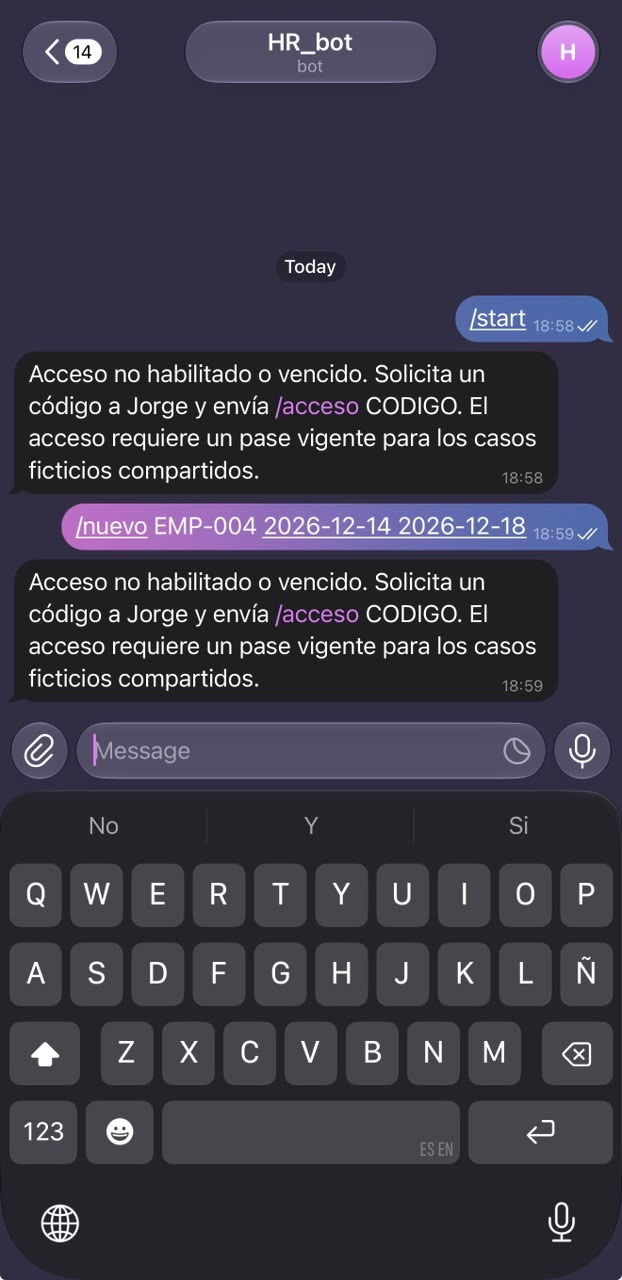 14
HR_bot
bot
H
Today
/start 18:58
Acceso no habilitado o vencido. Solicita un
código a Jorge y envía /acceso CODIGO. El
acceso requiere un pase vigente para los casos
ficticios compartidos.
18:58
/nuevo EMP-004 2026-12-14 2026-12-18 18:59
Acceso no habilitado o vencido. Solicita un
código a Jorge y envía /acceso CODIGO. El
acceso requiere un pase vigente para los casos
ficticios compartidos.
18:59
Message
No Y Si
Q W E R T Y U I O P
A S D F G H J K L Ñ
Z X C V B N M
123
ES EN